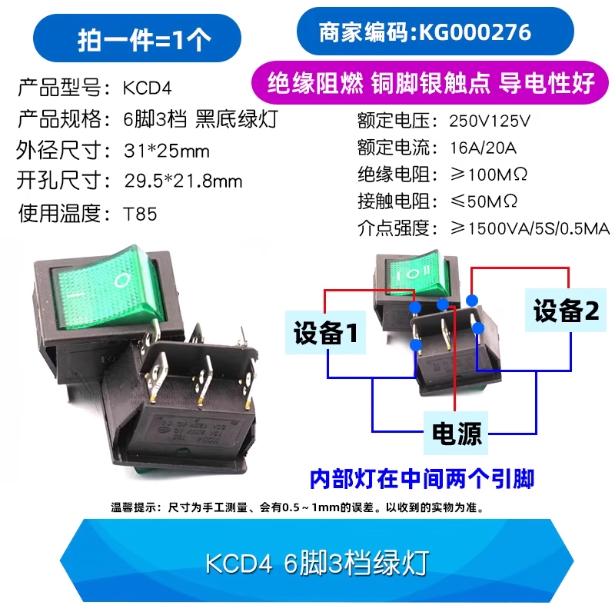 拍一件=1个
商家编码:KG000276
绝缘阻燃 铜脚银触点 导电性好
产品型号： KCD4
产品规格： 6脚3档 黑底绿灯
外径尺寸： 31*25mm
开孔尺寸： 29.5*21.8mm
使用温度： T85
额定电压： 250V125V
额定电流： 16A/20A
绝缘电阻： ≥100MΩ
接触电阻： ≤50MΩ
介点强度： ≥1500VA/5S/0.5MA
I O II
设备1
设备2
电源
内部灯在中间两个引脚
温馨提示：尺寸为手工测量、会有0.5～1mm的误差。以收到的实物为准。
KCD4 6脚3档绿灯